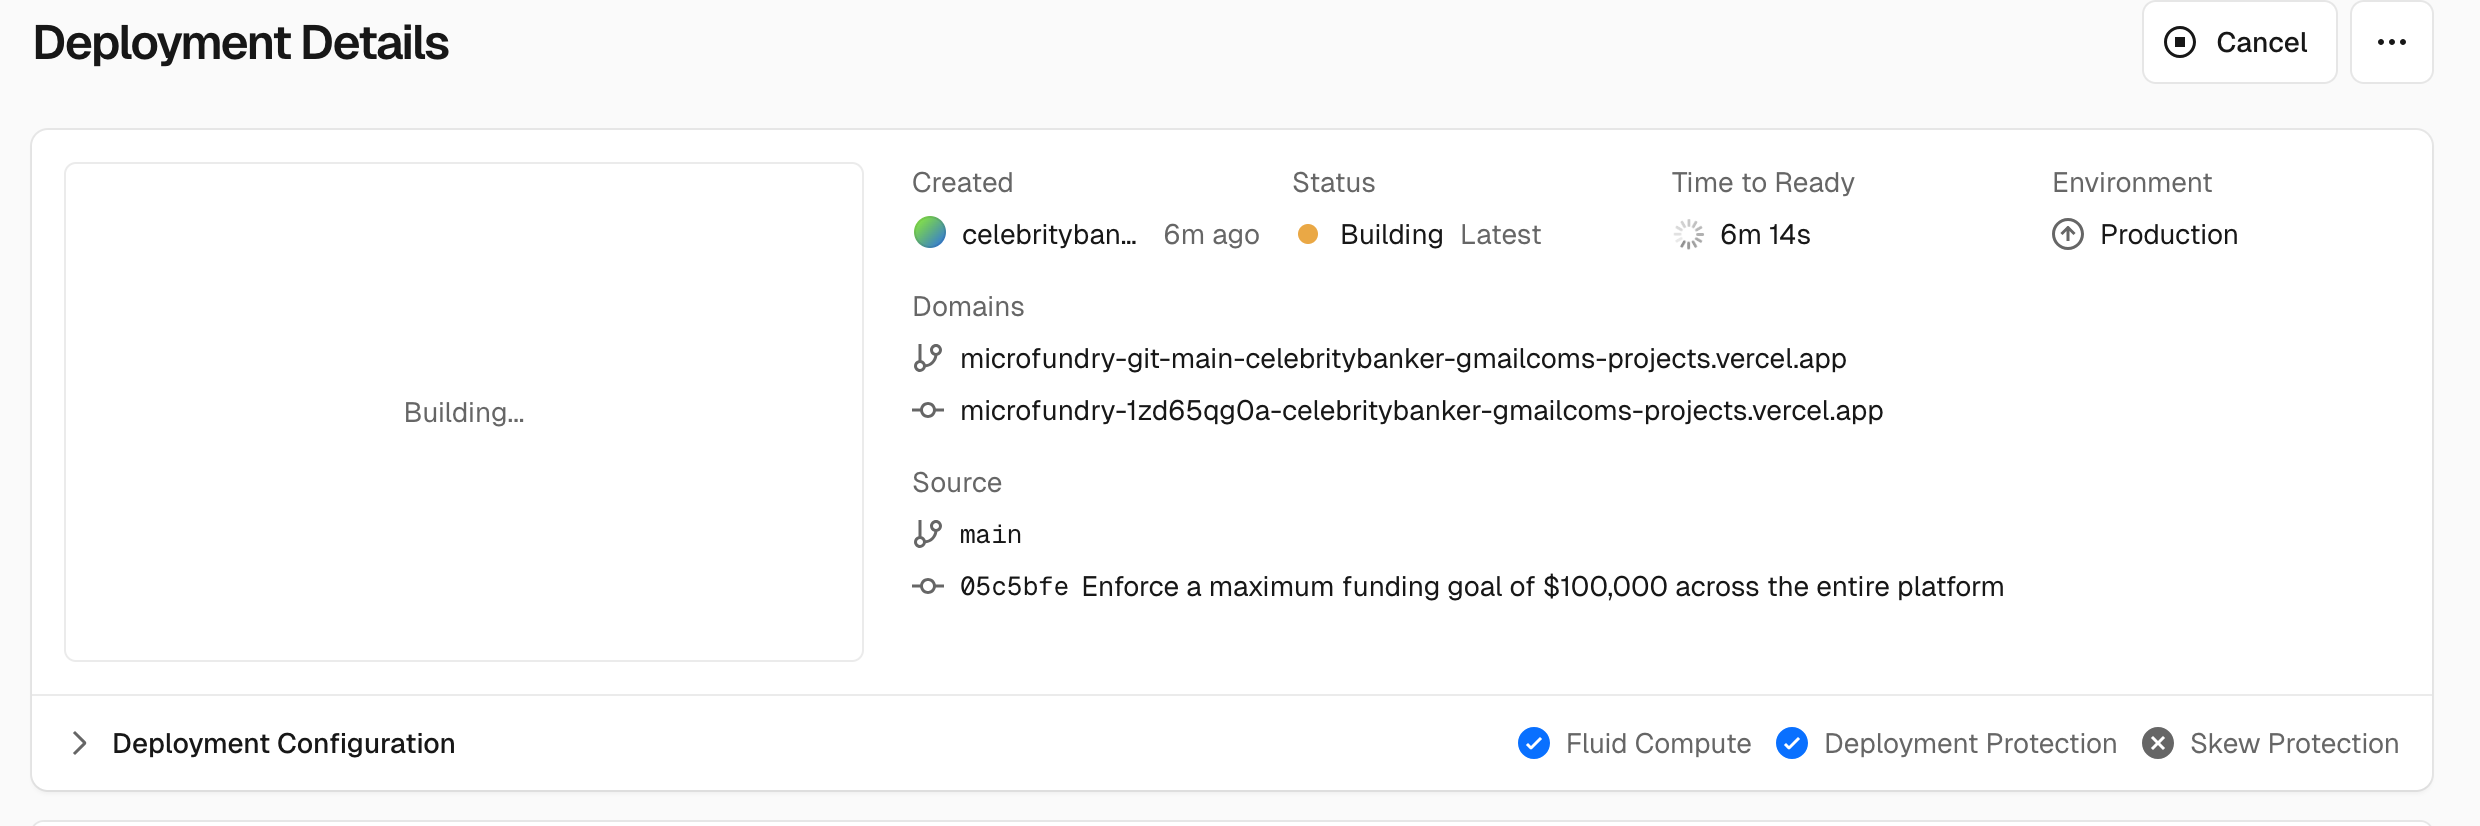 Deployment Details
Cancel
Building...
Created
celebrityban... 6m ago
Status
Building Latest
Time to Ready
6m 14s
Environment
Production
Domains
microfundry-git-main-celebritybanker-gmailcoms-projects.vercel.app
microfundry-1zd65qg0a-celebritybanker-gmailcoms-projects.vercel.app
Source
main
05c5bfe Enforce a maximum funding goal of $100,000 across the entire platform
Deployment Configuration
Fluid Compute Deployment Protection Skew Protection